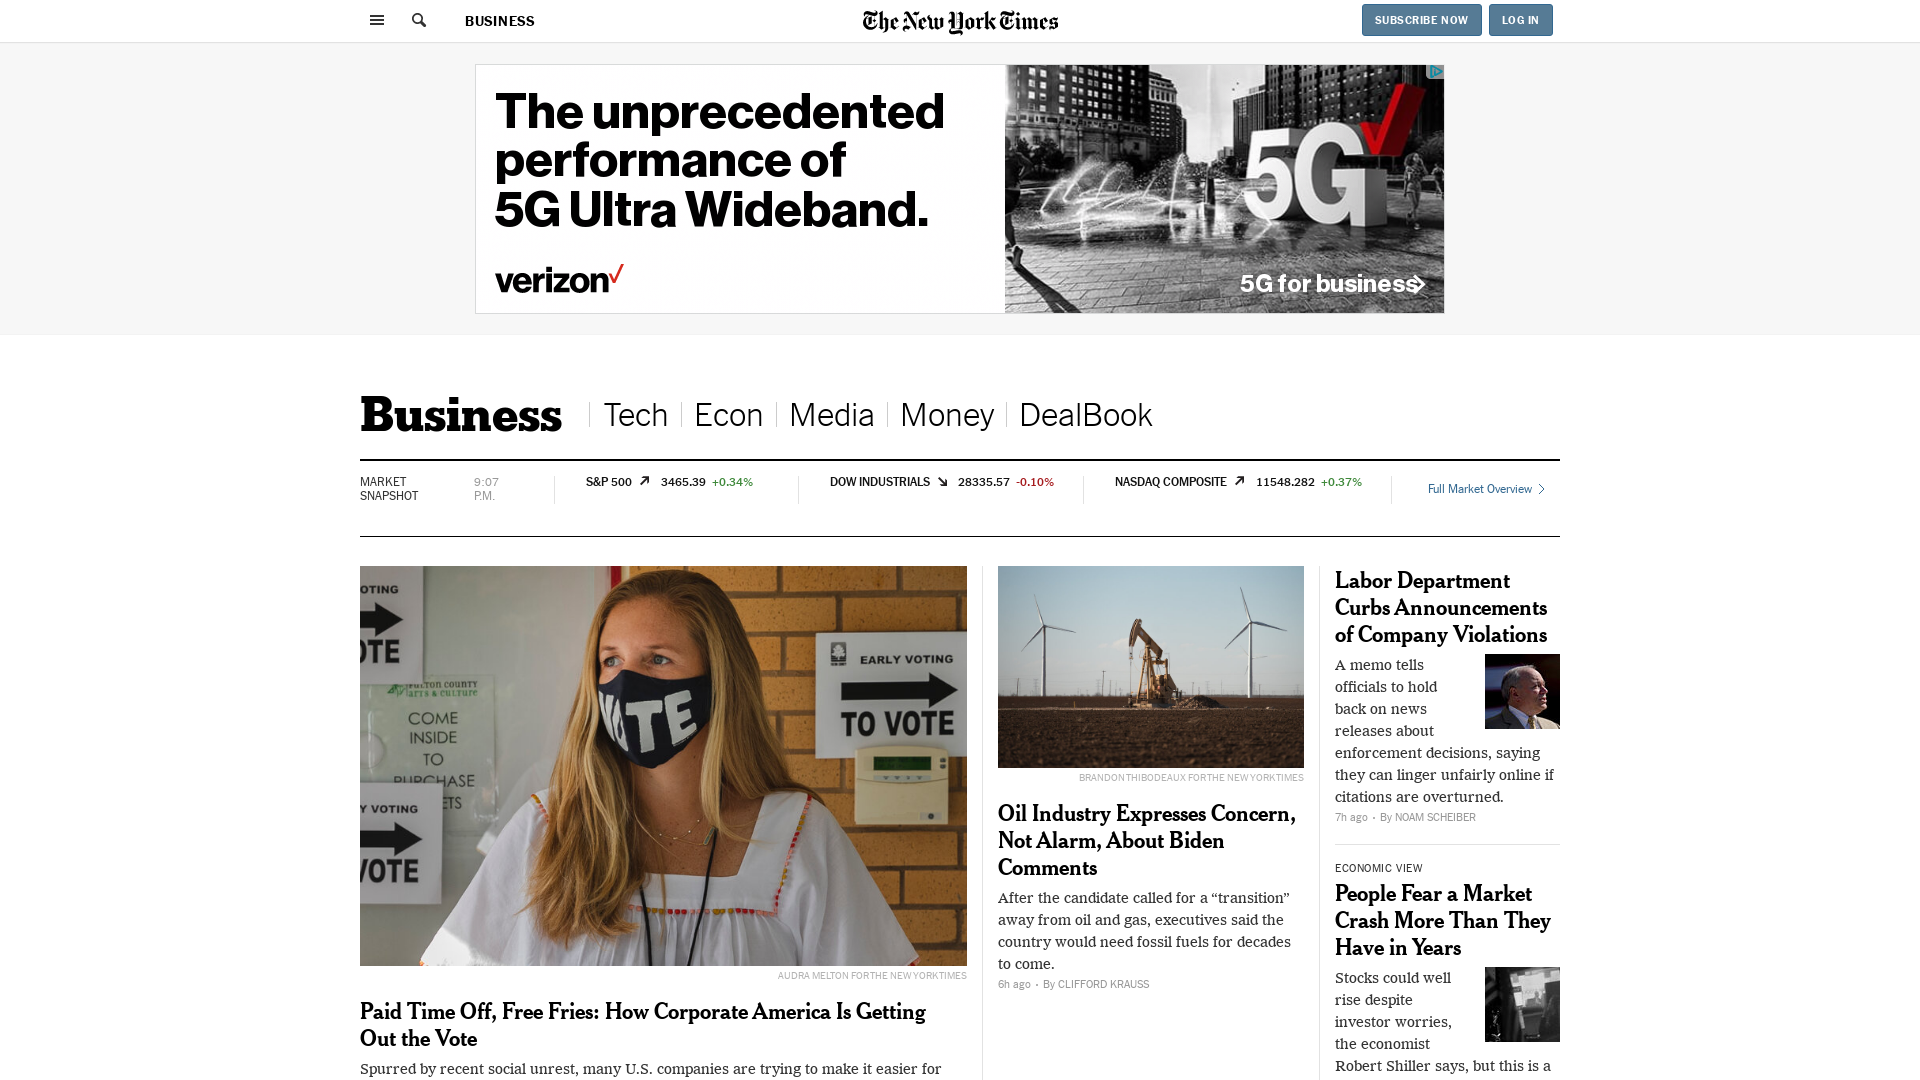 BUSINESS
The New York Times
SUBSCRIBE NOW
LOG IN
The unprecedented
performance of
5G Ultra Wideband.
verizon
5G
5G for business
Business
Tech
Econ
Media
Money
DealBook
MARKET
SNAPSHOT
9:07
P.M.
S&P 500 3465.39 +0.34%
DOW INDUSTRIALS 28335.57 -0.10%
NASDAQ COMPOSITE 11548.282 +0.37%
Full Market Overview
OTING
OTE
Fulton county
arts & culture
COME
INSIDE
TO
PURCHASE
ETS
Y VOTING
VOTE
VOTE
EARLY VOTING
TO VOTE
AUDRA MELTON FOR THE NEW YORK TIMES
Paid Time Off, Free Fries: How Corporate America Is Getting
Out the Vote
Spurred by recent social unrest, many U.S. companies are trying to make it easier for
BRANDON THIBODEAUX FOR THE NEW YORK TIMES
Oil Industry Expresses Concern,
Not Alarm, About Biden
Comments
After the candidate called for a “transition”
away from oil and gas, executives said the
country would need fossil fuels for decades
to come.
6h ago • By CLIFFORD KRAUSS
Labor Department
Curbs Announcements
of Company Violations
A memo tells
officials to hold
back on news
releases about
enforcement decisions, saying
they can linger unfairly online if
citations are overturned.
7h ago • By NOAM SCHEIBER
ECONOMIC VIEW
People Fear a Market
Crash More Than They
Have in Years
Stocks could well
rise despite
investor worries,
the economist
Robert Shiller says, but this is a